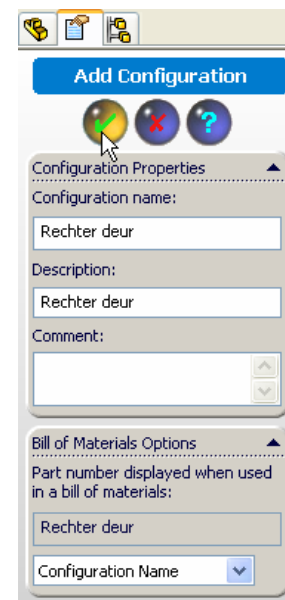 Add Configuration
?
Configuration Properties
Configuration name:
Rechter deur
Description:
Rechter deur
Comment:
Bill of Materials Options
Part number displayed when used
in a bill of materials:
Rechter deur
Configuration Name